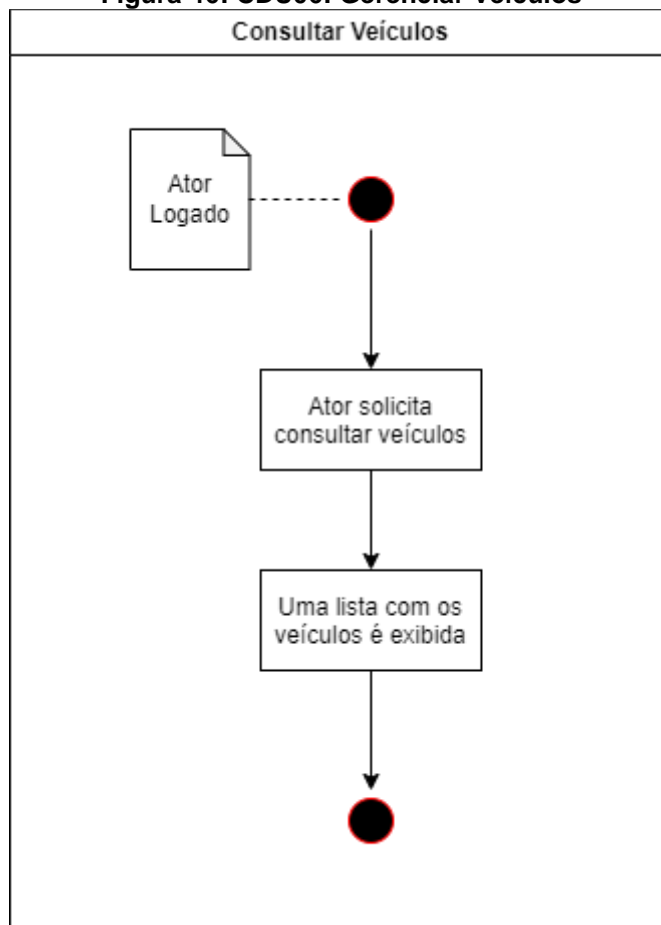 Consultar Veículos
Ator
Logado
Ator solicita
consultar veículos
Uma lista com os
veículos é exibida